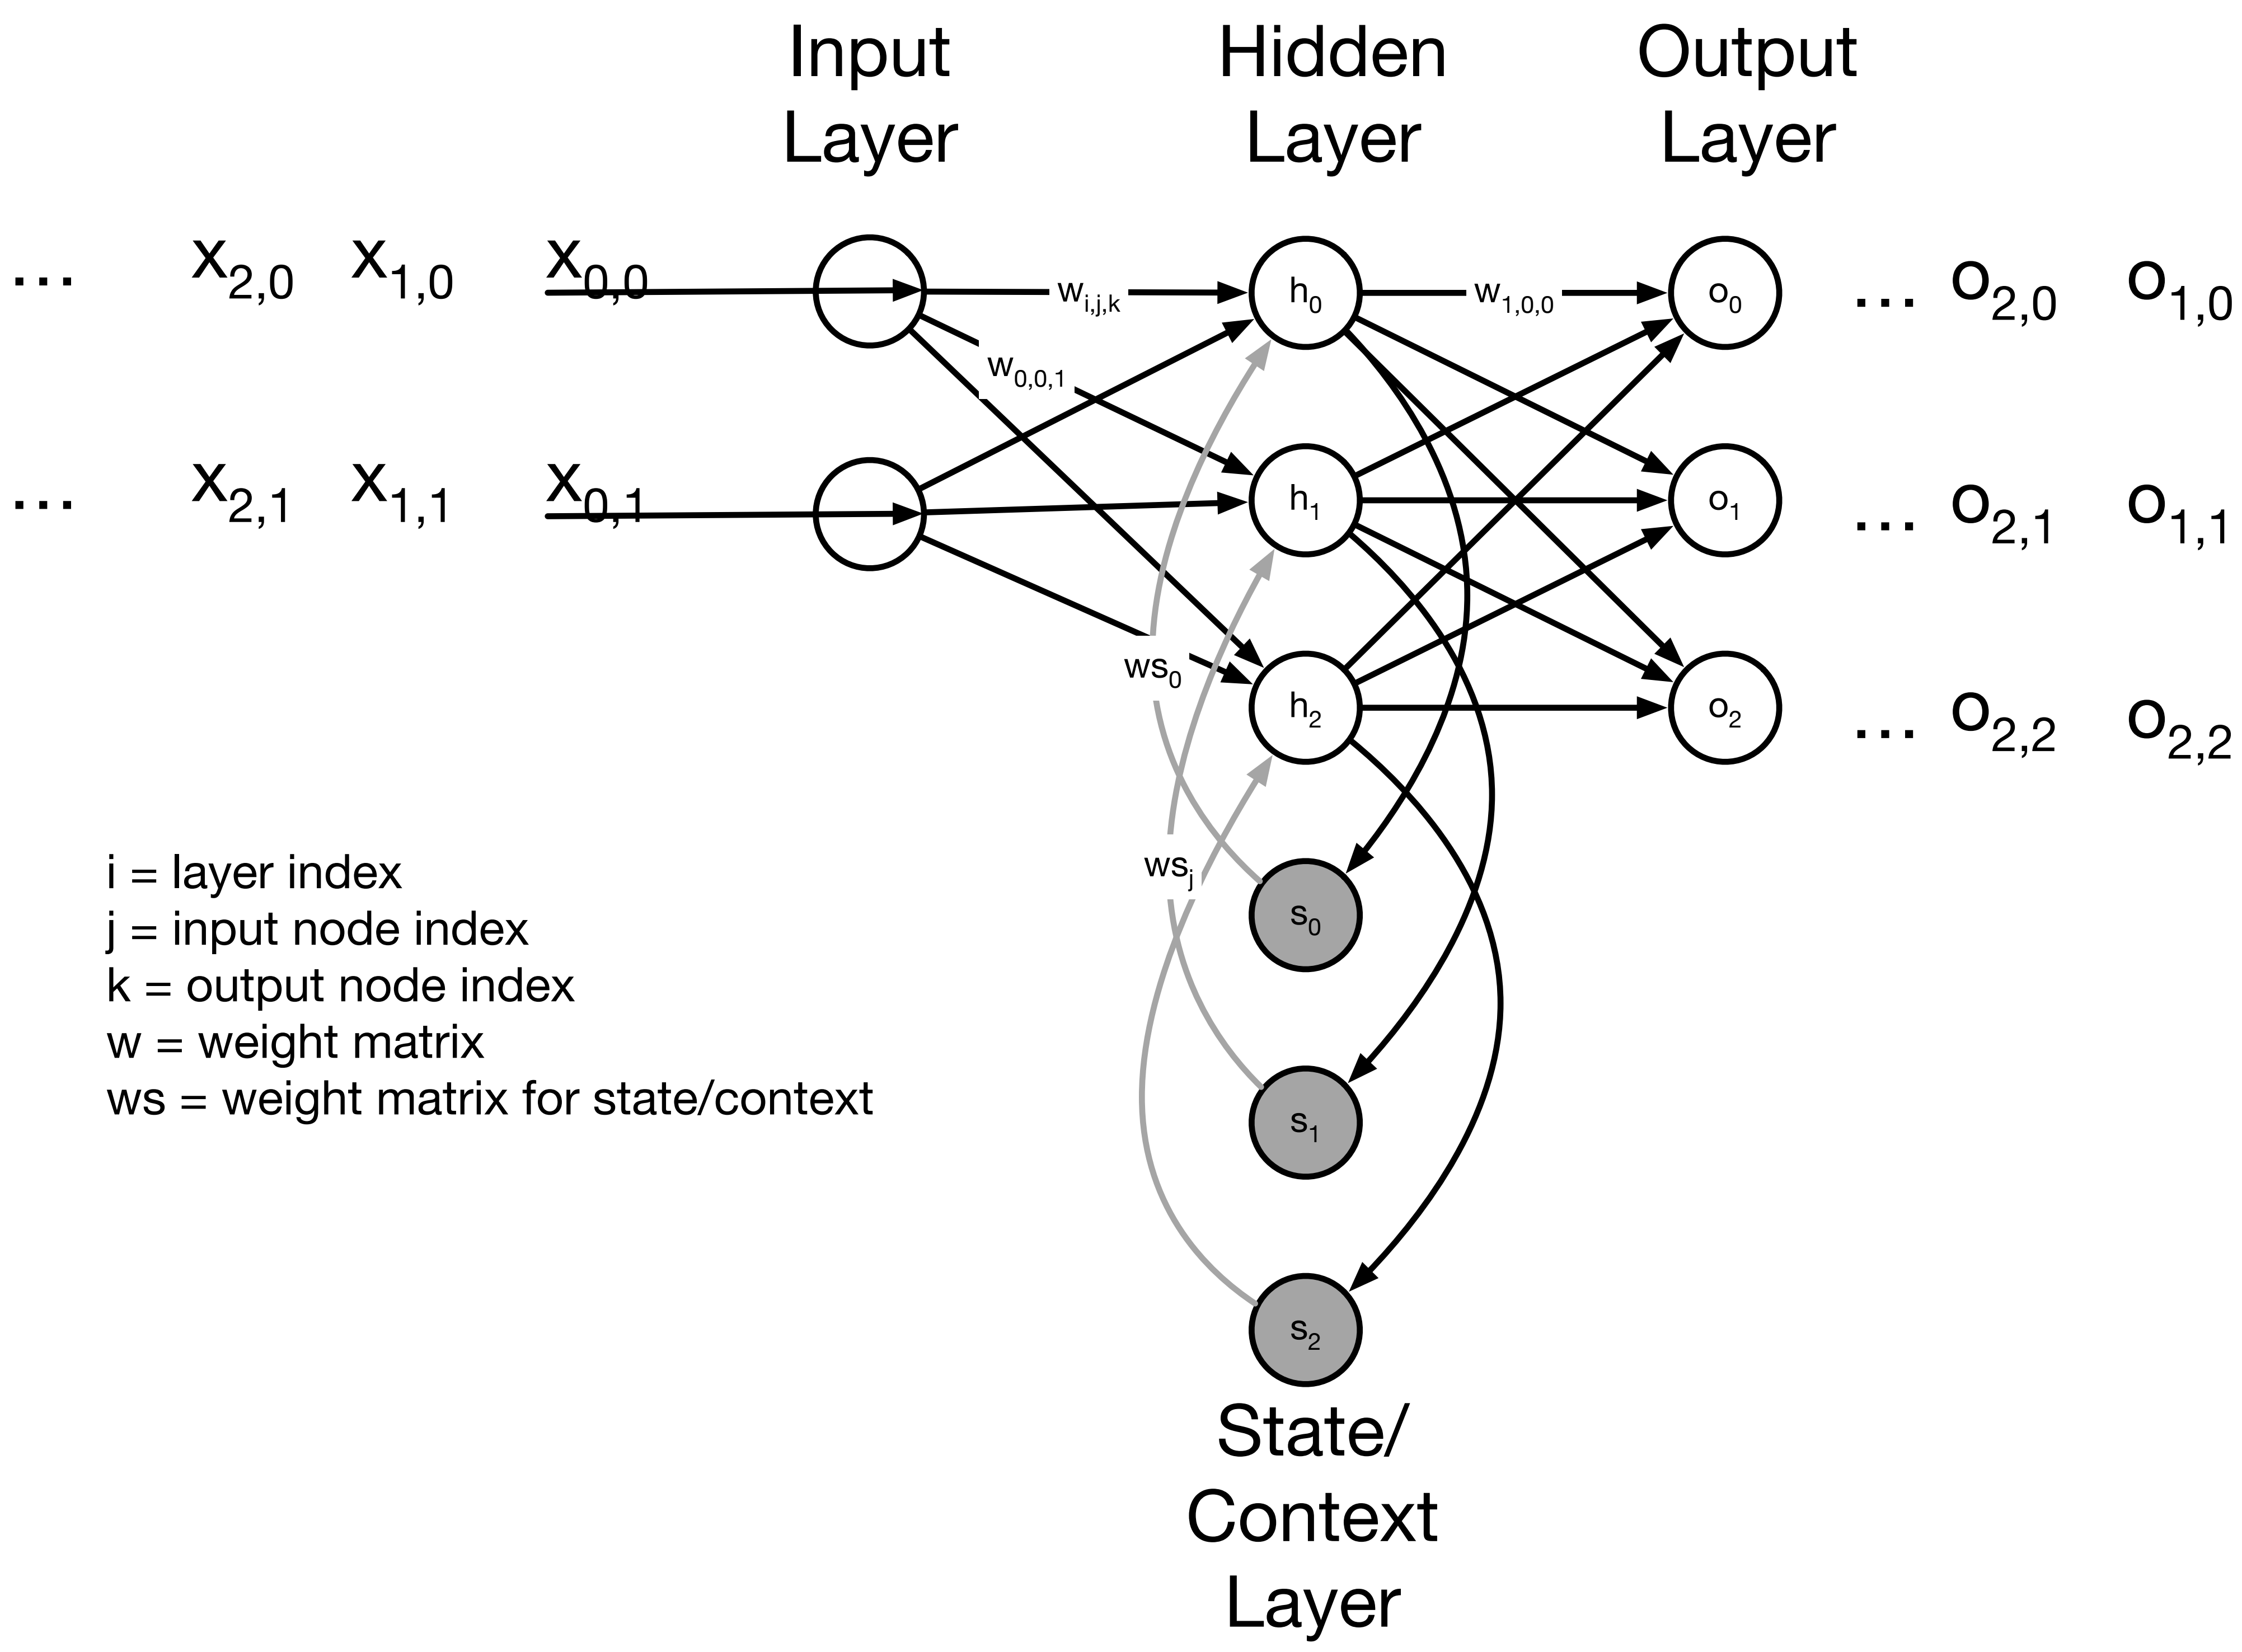 Input Layer
Hidden Layer
Output Layer
... x2,0 x1,0 x0,0
wi,j,k
h0
w1,0,0
o0
... o2,0 o1,0
w0,0,1
... x2,1 x1,1 x0,1
h1
o1
... o2,1 o1,1
ws0
h2
o2
... o2,2 o2,2
wsj
i = layer index
j = input node index
k = output node index
w = weight matrix
ws = weight matrix for state/context
s0
s1
s2
State/
Context
Layer